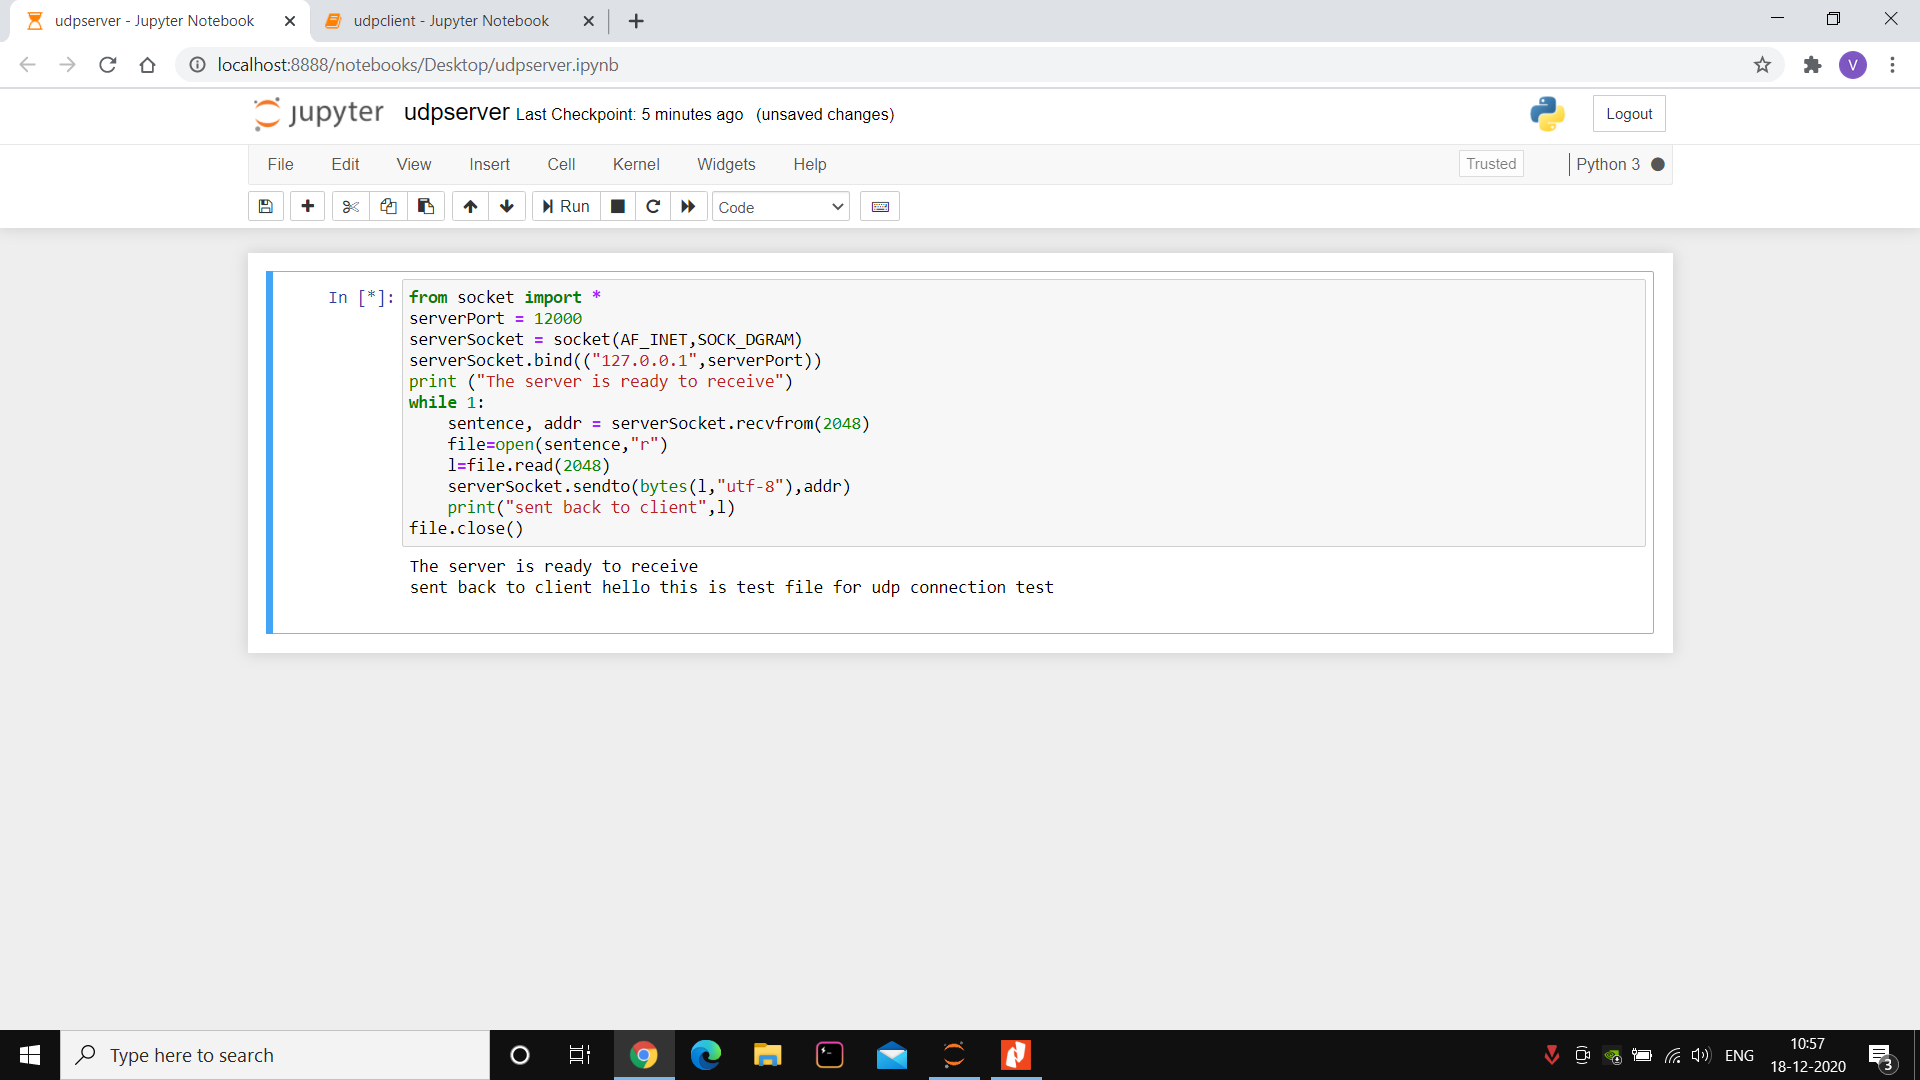 udpserver - Jupyter Notebook
udpclient - Jupyter Notebook
localhost:8888/notebooks/Desktop/udpserver.ipynb
V
jupyter udpserver Last Checkpoint: 5 minutes ago (unsaved changes)
Logout
File Edit View Insert Cell Kernel Widgets Help
Trusted
Python 3
Run
Code
In [*]:
from socket import *
serverPort = 12000
serverSocket = socket(AF_INET,SOCK_DGRAM)
serverSocket.bind(("127.0.0.1",serverPort))
print ("The server is ready to receive")
while 1:
    sentence, addr = serverSocket.recvfrom(2048)
    file=open(sentence,"r")
    l=file.read(2048)
    serverSocket.sendto(bytes(l,"utf-8"),addr)
    print("sent back to client",l)
file.close()
The server is ready to receive
sent back to client hello this is test file for udp connection test
Type here to search
ENG
10:57
18-12-2020
3